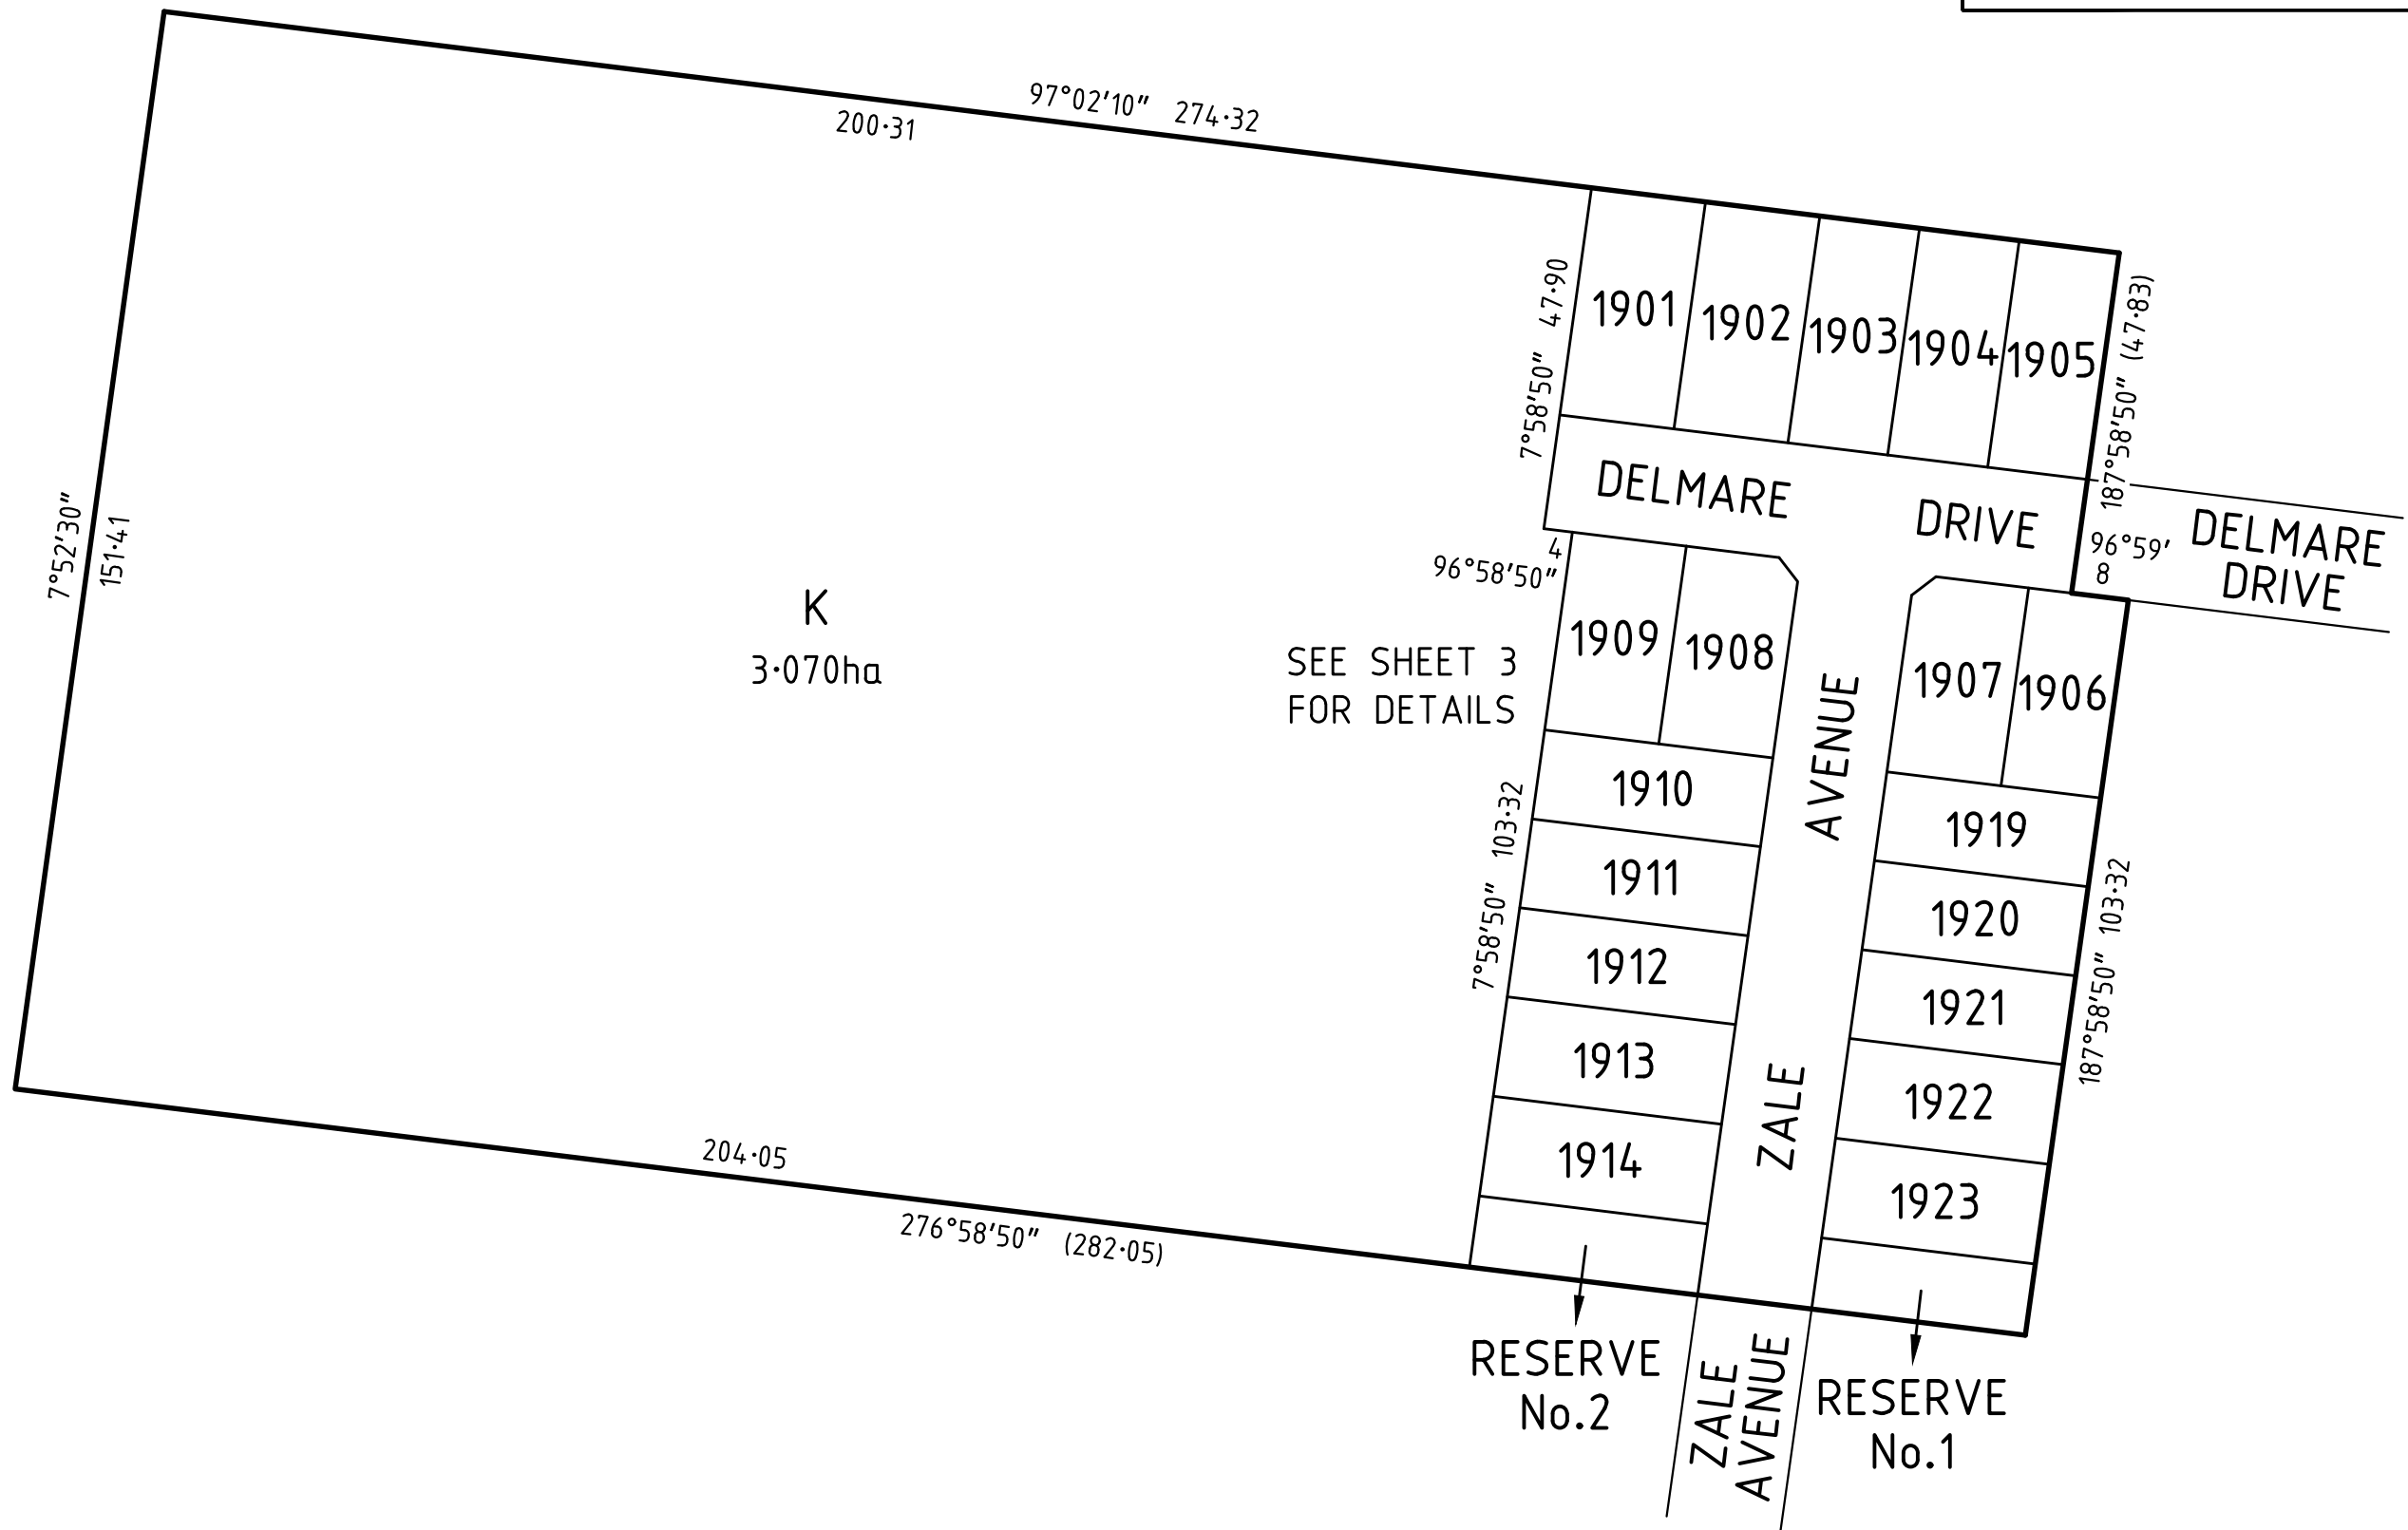 97°02'10" 274·32
200·31
7°52'30"
151·41
K
3·070ha
204·05
276°58'50" (282·05)
7°58'50" 47·90
1901
1902
1903
1904
1905
187°58'50" (47·83)
DELMARE DRIVE
DELMARE
DRIVE
96°59'
8
4
96°58'50"
SEE SHEET 3
FOR DETAILS
1909
1908
1907
1906
1910
1911
1912
1913
1914
7°58'50" 103·32
ZALE AVENUE
1919
1920
1921
1922
1923
187°58'50" 103·32
RESERVE
No.2
ZALE
AVENUE
RESERVE
No.1